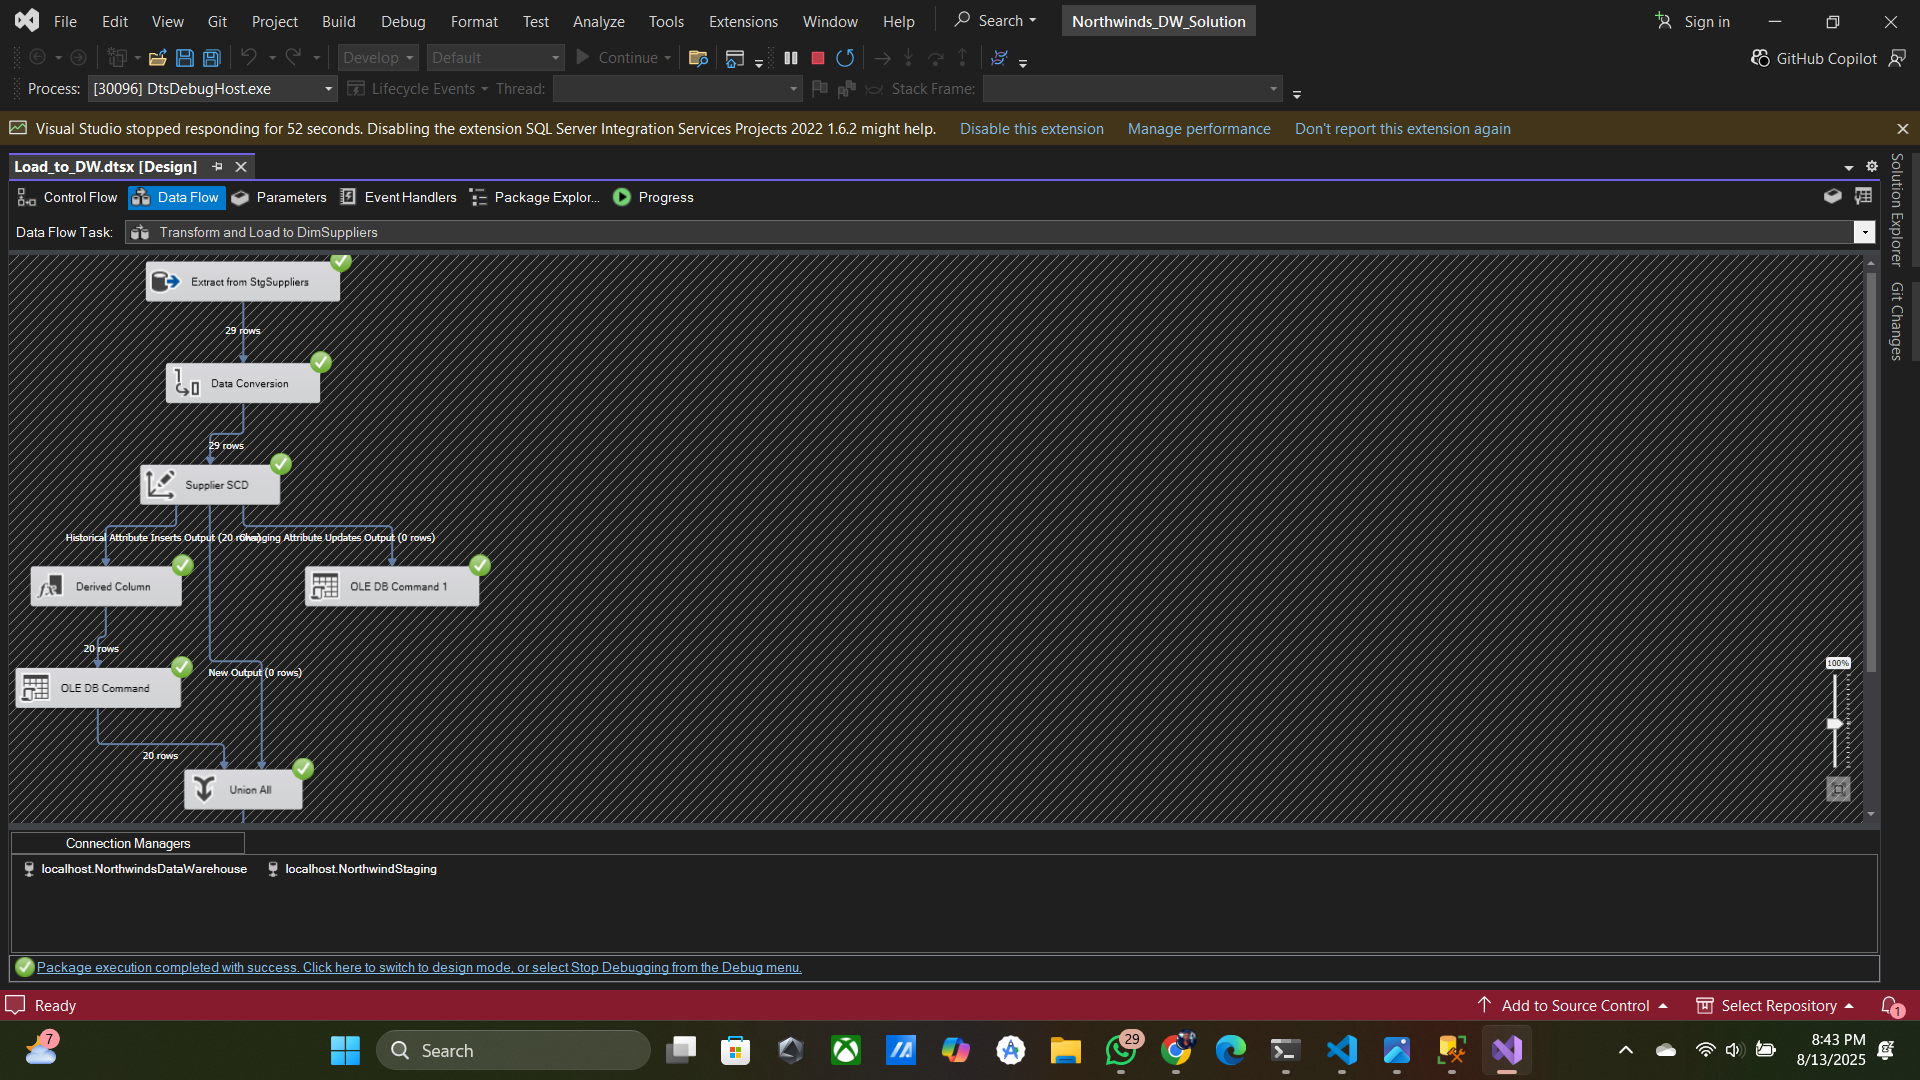 File Edit View Git Project Build Debug Format Test Analyze Tools Extensions Window Help Search Northwinds_DW_Solution Sign in
Develop Default Continue GitHub Copilot
Process: [30096] DtsDebugHost.exe Lifecycle Events Thread: Stack Frame:
Visual Studio stopped responding for 52 seconds. Disabling the extension SQL Server Integration Services Projects 2022 1.6.2 might help. Disable this extension Manage performance Don't report this extension again
Load_to_DW.dtsx [Design]
Control Flow Data Flow Parameters Event Handlers Package Explor... Progress
Data Flow Task: Transform and Load to DimSuppliers
Solution Explorer
Git Changes
Extract from StgSuppliers
29 rows
Data Conversion
29 rows
Supplier SCD
Historical Attribute Inserts Output (20 rows)
Changing Attribute Updates Output (0 rows)
Derived Column
OLE DB Command 1
20 rows
New Output (0 rows)
OLE DB Command
20 rows
Union All
100%
Connection Managers
localhost.NorthwindsDataWarehouse localhost.NorthwindStaging
Package execution completed with success. Click here to switch to design mode, or select Stop Debugging from the Debug menu.
Ready Add to Source Control Select Repository 1
7
Search
29
8:43 PM
8/13/2025